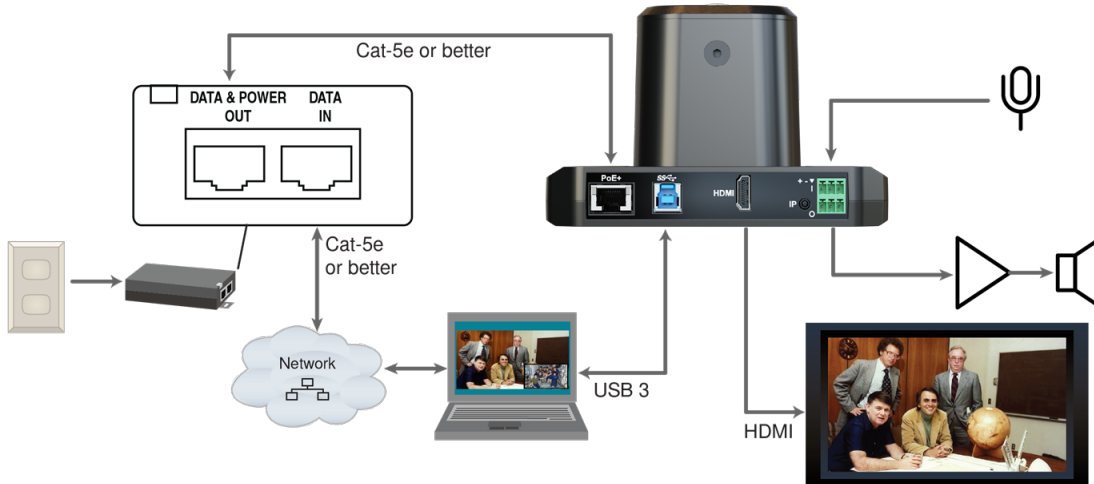 Cat-5e or better
DATA & POWER
OUT
DATA
IN
PoE+
SS
HDMI
+ - ▼
I
IP
O
Cat-5e
or better
Network
USB 3
HDMI